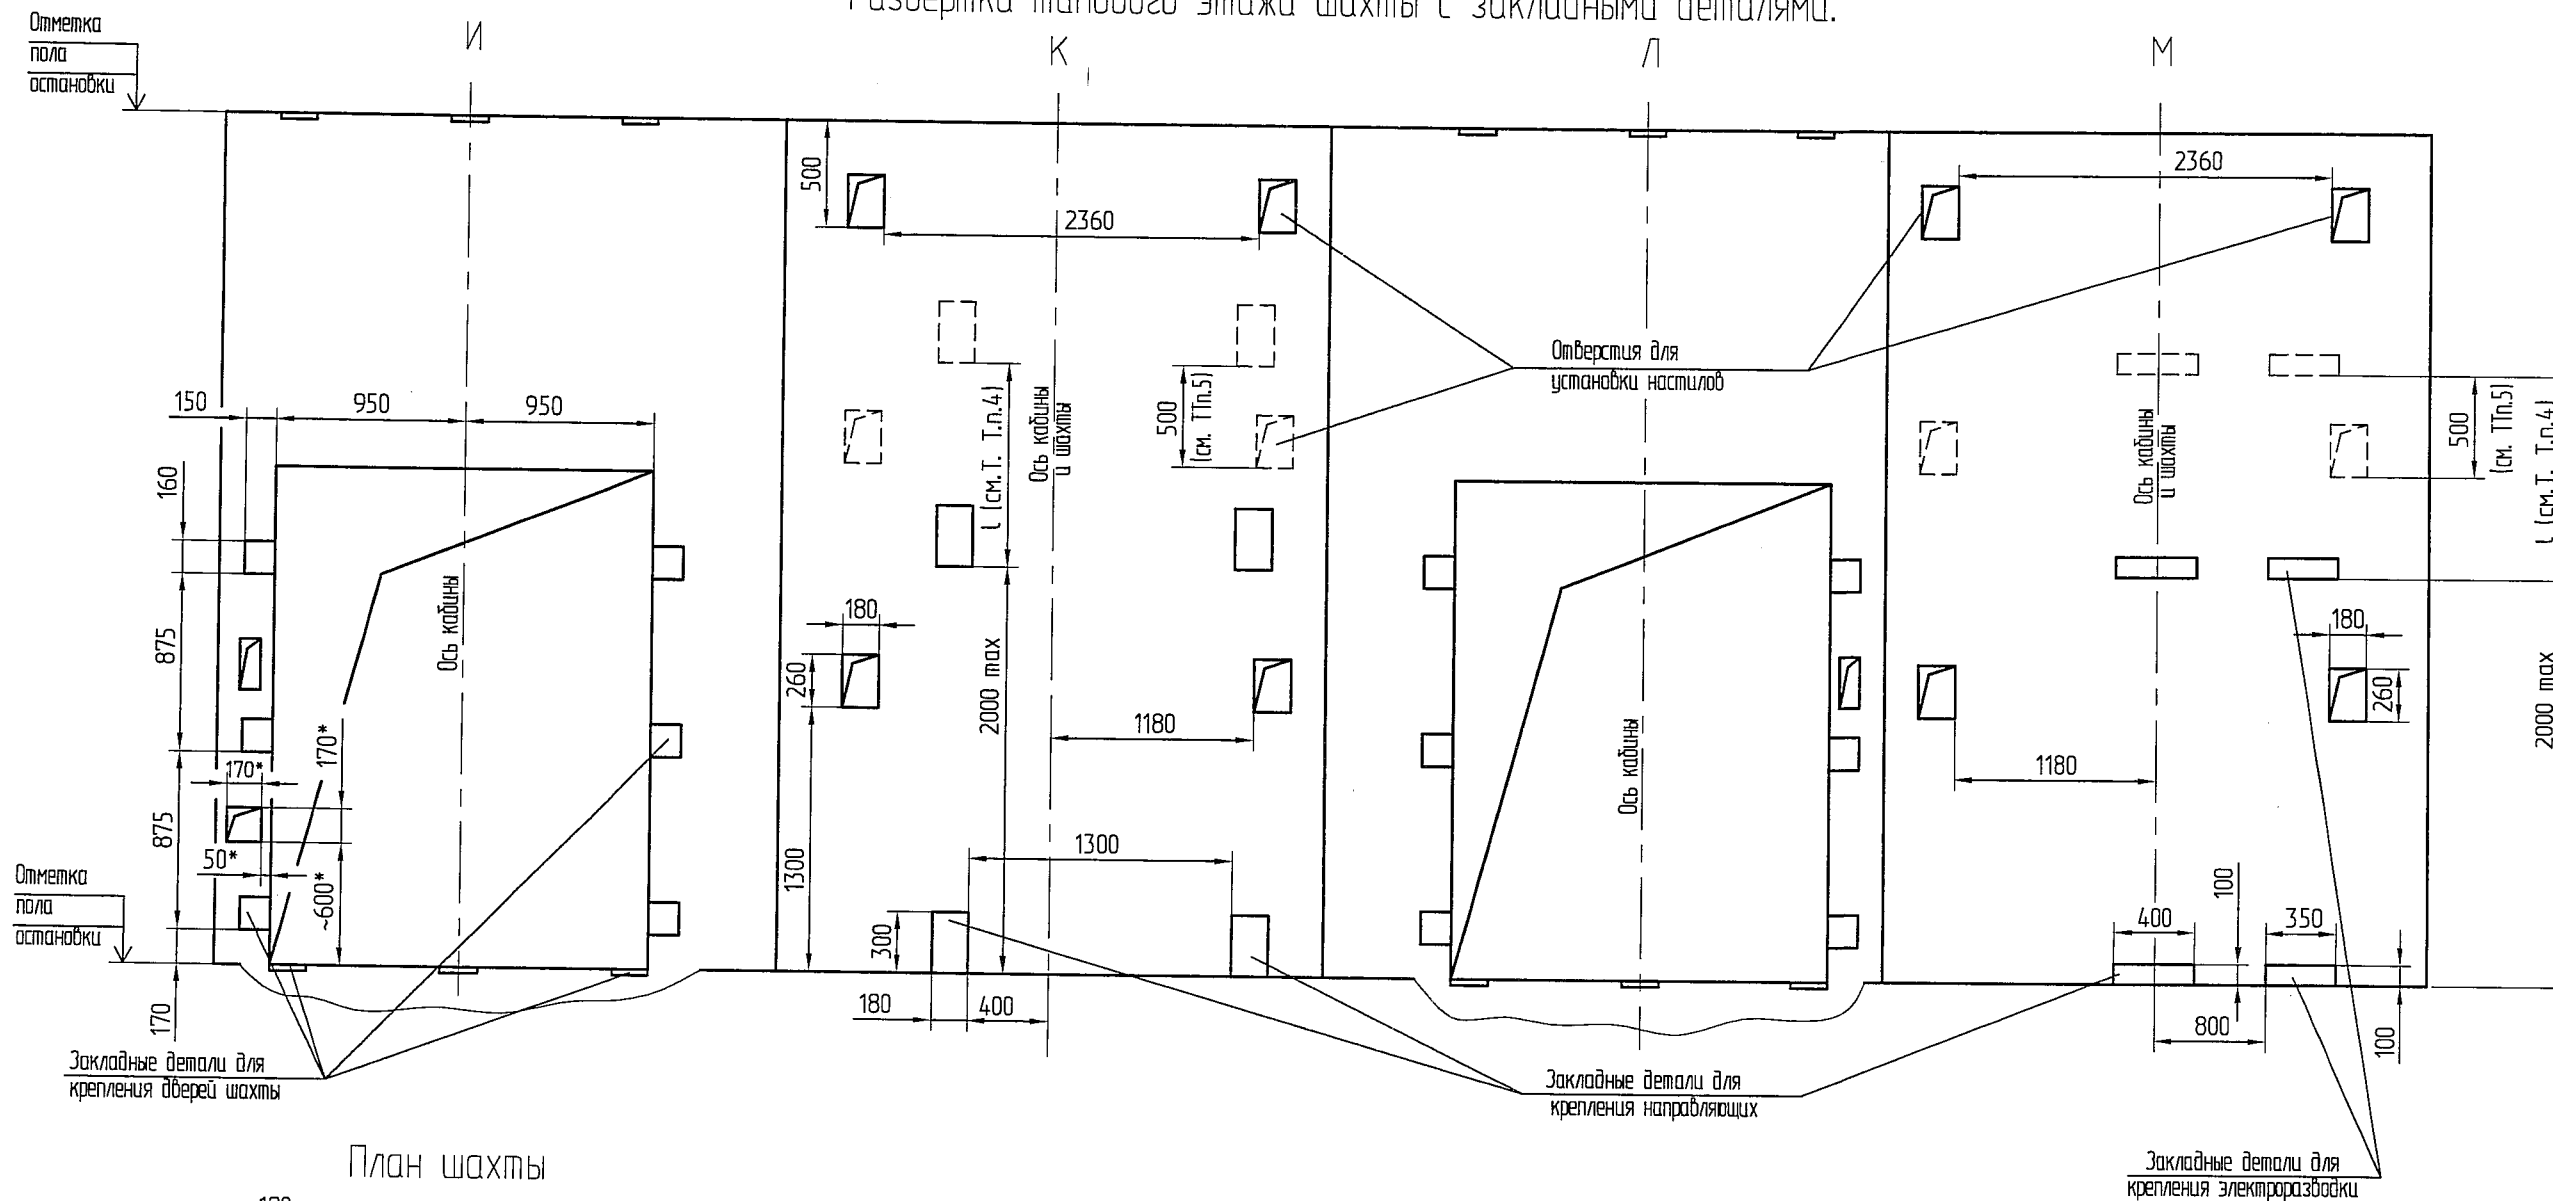 Развертка типового этажа шахты с закладными деталями.
Отметка
пола
остановки
И
К
Л
М
500
2360
2360
Отверстия для
установки настилов
150
950
950
160
875
875
170
Ось кабины
170*
170*
50*
~600*
l (см. Т. Т.п.4)
Ось кабины
и шахты
500
(см. ТТп.5)
180
260
1300
2000 max
1180
1300
300
180
400
Ось кабины
Ось кабины
и шахты
500
(см. ТТп.5)
l (см. Т. Т.п.4)
180
260
2000 max
1180
400
100
350
800
100
Отметка
пола
остановки
Закладные детали для
крепления дверей шахты
Закладные детали для
крепления направляющих
Закладные детали для
крепления электроразводки
План шахты